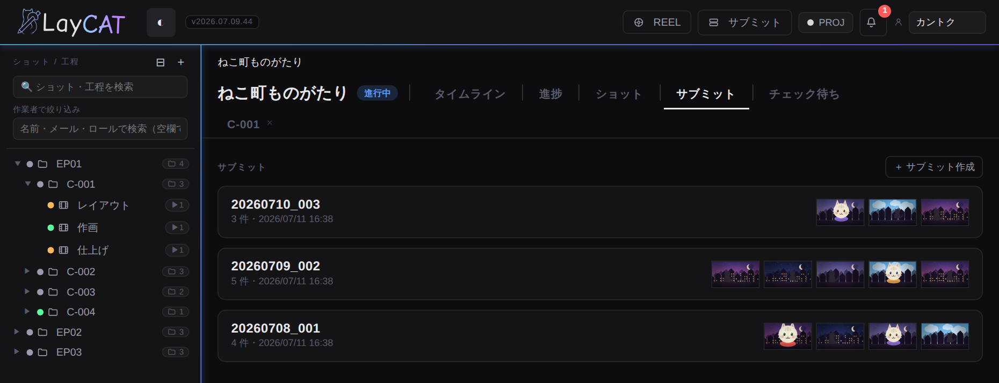 LayCAT
v2026.07.09.44
REEL
サブミット
PROJ
1
カントク
ショット / 工程
ショット・工程を検索
作業者で絞り込み
名前・メール・ロールで検索（空欄で
EP01 4
C-001 3
レイアウト 1
作画 1
仕上げ 1
C-002 3
C-003 2
C-004 1
EP02 3
EP03 3
ねこ町ものがたり
ねこ町ものがたり 進行中 タイムライン 進捗 ショット サブミット チェック待ち
C-001 ×
サブミット
+ サブミット作成
20260710_003
3 件・2026/07/11 16:38
20260709_002
5 件・2026/07/11 16:38
20260708_001
4 件・2026/07/11 16:38